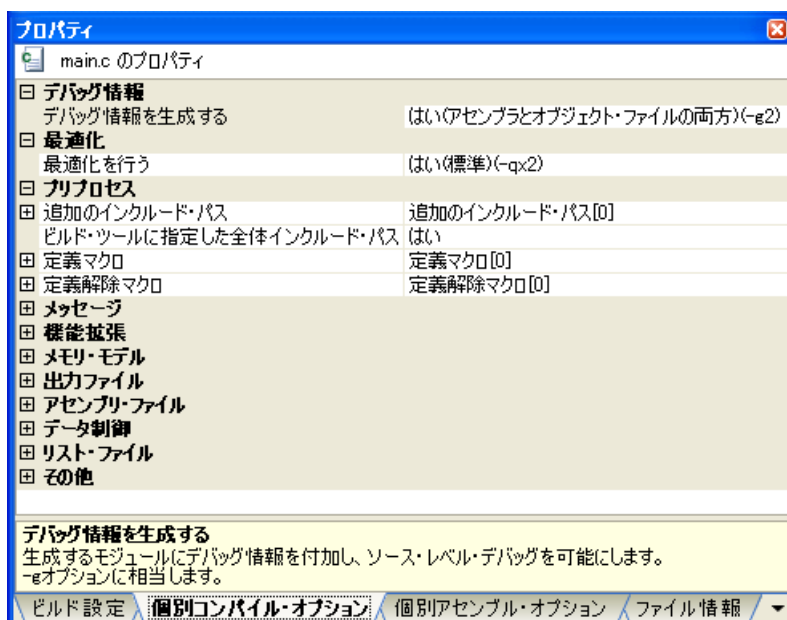 プロパティ
main.c のプロパティ
デバッグ情報
デバッグ情報を生成する はい(アセンブラとオブジェクト・ファイルの両方)(-g2)
最適化
最適化を行う はい(標準)(-qx2)
プリプロセス
追加のインクルード・パス 追加のインクルード・パス[0]
ビルド・ツールに指定した全体インクルード・パス はい
定義マクロ 定義マクロ[0]
定義解除マクロ 定義解除マクロ[0]
メッセージ
機能拡張
メモリ・モデル
出力ファイル
アセンブリ・ファイル
データ制御
リスト・ファイル
その他
デバッグ情報を生成する
生成するモジュールにデバッグ情報を付加し、ソース・レベル・デバッグを可能にします。
-gオプションに相当します。
ビルド設定 個別コンパイル・オプション 個別アセンブル・オプション ファイル情報